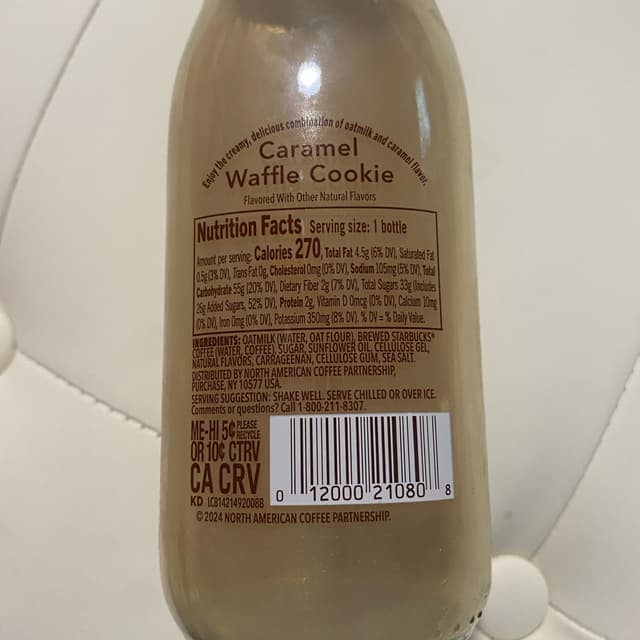 Enjoy the creamy, delicious combination of oatmilk and caramel flavor.
Caramel
Waffle Cookie
Flavored With Other Natural Flavors
Nutrition Facts Serving size: 1 bottle
Amount per serving: Calories 270, Total Fat 4.5g (6% DV), Saturated Fat
0.5g (3% DV), Trans Fat 0g, Cholesterol 0mg (0% DV), Sodium 105mg (5% DV), Total
Carbohydrate 55g (20% DV), Dietary Fiber 2g (7% DV), Total Sugars 33g (Includes
26g Added Sugars, 52% DV), Protein 2g, Vitamin D 0mcg (0% DV), Calcium 10mg
(0% DV), Iron 0mg (0% DV), Potassium 350mg (8% DV). % DV = % Daily Value.
INGREDIENTS: OATMILK (WATER, OAT FLOUR), BREWED STARBUCKS®
COFFEE (WATER, COFFEE), SUGAR, SUNFLOWER OIL, CELLULOSE GEL,
NATURAL FLAVORS, CARRAGEENAN, CELLULOSE GUM, SEA SALT.
DISTRIBUTED BY NORTH AMERICAN COFFEE PARTNERSHIP,
PURCHASE, NY 10577 USA.
SERVING SUGGESTION: SHAKE WELL. SERVE CHILLED OR OVER ICE.
Comments or questions? Call 1-800-211-8307.
ME-HI 5¢ PLEASE RECYCLE
OR 10¢ CTRV
CA CRV
KD LCB14214920088
0 12000 21080 8
© 2024 NORTH AMERICAN COFFEE PARTNERSHIP.